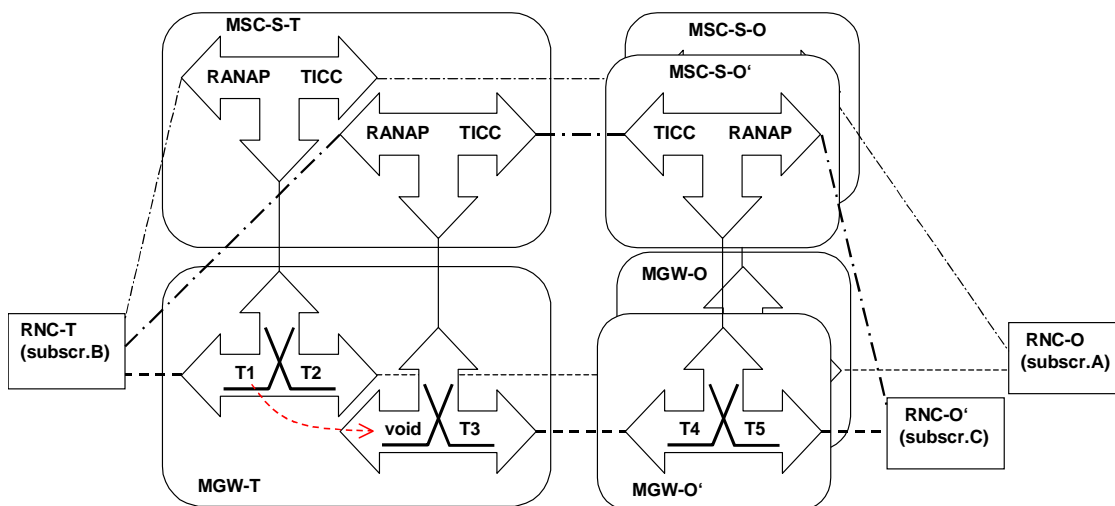 MSC-S-T
MSC-S-O
MSC-S-O‘
RANAP TICC
RANAP TICC
TICC RANAP
MGW-O
RNC-T
(subscr.B)
RNC-O
(subscr.A)
T1 T2
RNC-O‘
(subscr.C)
void T3
T4 T5
MGW-T
MGW-O‘